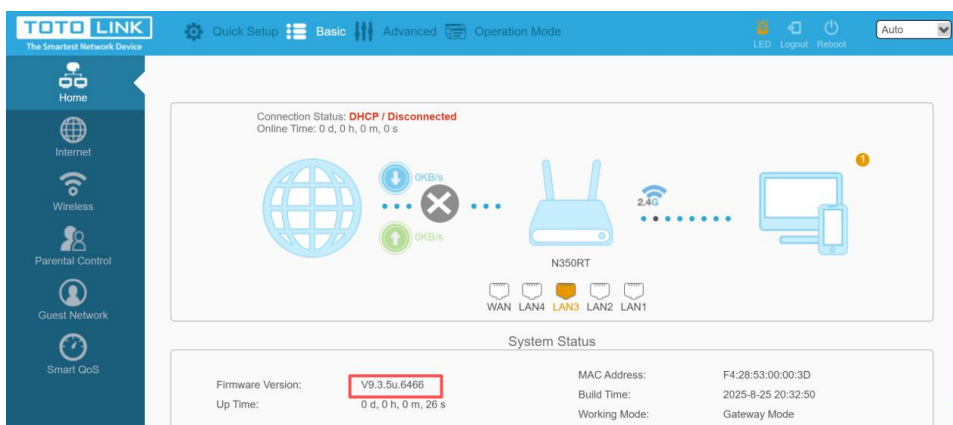 TOTO LINK
The Smartest Network Device
Quick Setup Basic Advanced Operation Mode
LED Logout Reboot
Auto
Home
Internet
Wireless
Parental Control
Guest Network
Smart QoS
Connection Status: DHCP / Disconnected
Online Time: 0 d, 0 h, 0 m, 0 s
0KB/s
0KB/s
2.4G
1
N350RT
WAN LAN4 LAN3 LAN2 LAN1
System Status
Firmware Version: V9.3.5u.6466
Up Time: 0 d, 0 h, 0 m, 26 s
MAC Address: F4:28:53:00:00:3D
Build Time: 2025-8-25 20:32:50
Working Mode: Gateway Mode